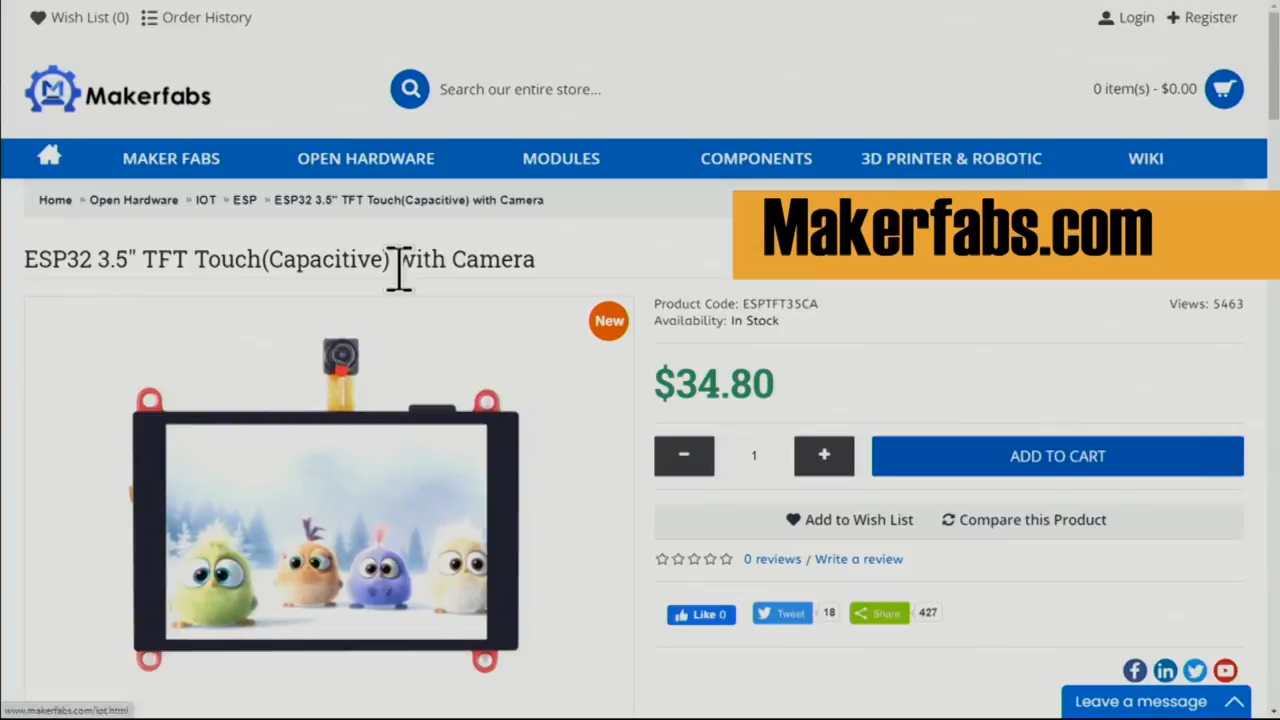 Wish List (0) Order History
Login Register
Makerfabs
Search our entire store...
0 item(s) - $0.00
MAKER FABS OPEN HARDWARE MODULES COMPONENTS 3D PRINTER & ROBOTIC WIKI
Home » Open Hardware » IOT » ESP » ESP32 3.5" TFT Touch(Capacitive) with Camera
Makerfabs.com
ESP32 3.5" TFT Touch(Capacitive) with Camera
New
Product Code: ESPTFT35CA
Views: 5463
Availability: In Stock
$34.80
- 1 + ADD TO CART
Add to Wish List Compare this Product
0 reviews / Write a review
Like 0 Tweet 18 Share 427
Leave a message
www.makerfabs.com/iot.html